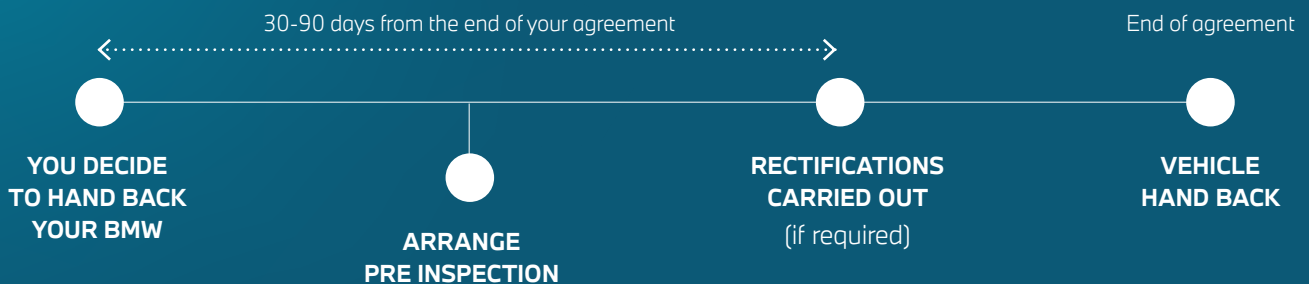 30-90 days from the end of your agreement
End of agreement
YOU DECIDE
TO HAND BACK
YOUR BMW
ARRANGE
PRE INSPECTION
RECTIFICATIONS
CARRIED OUT
(if required)
VEHICLE
HAND BACK